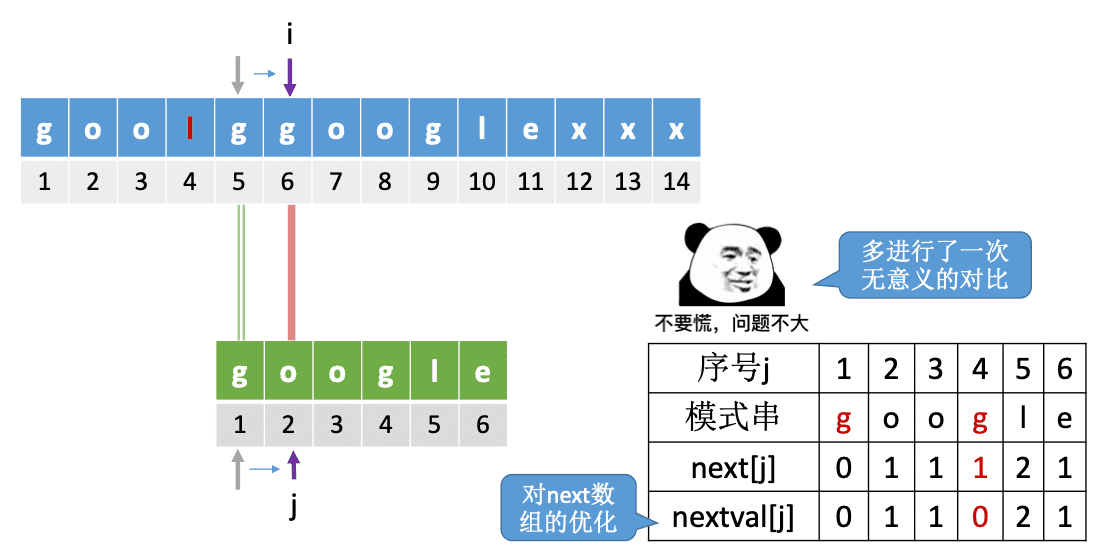 i
g o o l g g o o g l e x x x
1 2 3 4 5 6 7 8 9 10 11 12 13 14
多进行了一次
无意义的对比
不要慌，问题不大
g o o g l e
1 2 3 4 5 6
j
序号j 1 2 3 4 5 6
模式串 g o o g l e
next[j] 0 1 1 1 2 1
nextval[j] 0 1 1 0 2 1
对next数
组的优化